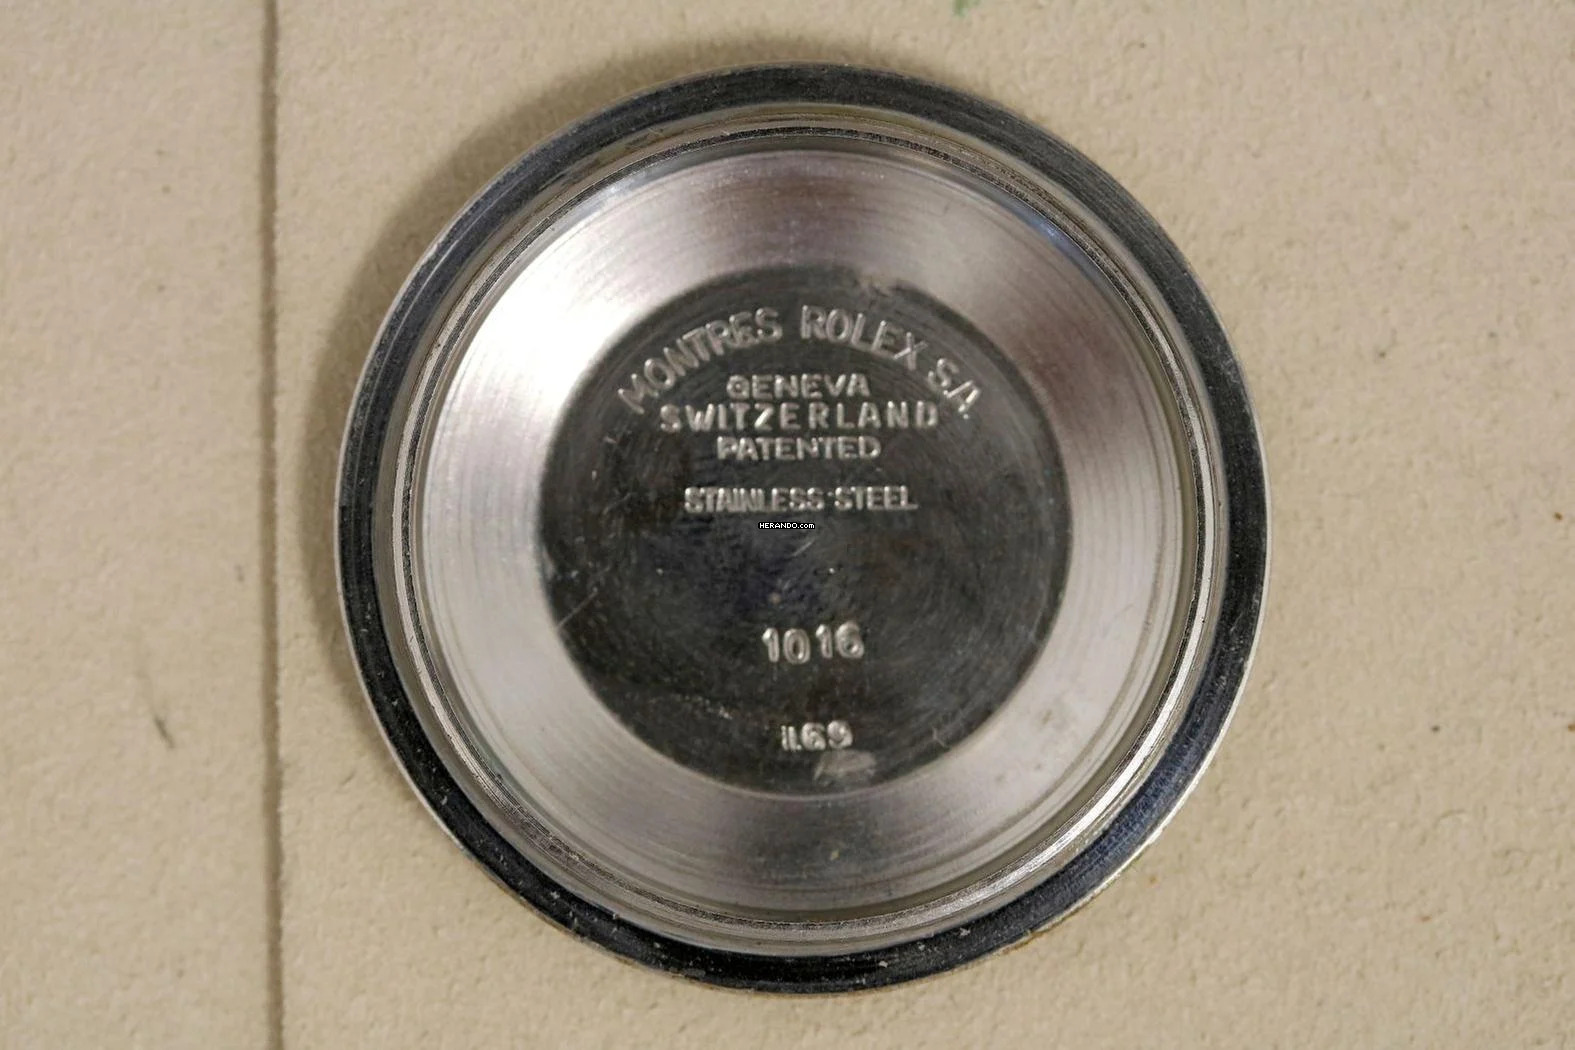 MONTRES ROLEX S.A.
GENEVA
SWITZERLAND
PATENTED
STAINLESS STEEL
HERANDO.com
1016
II.69